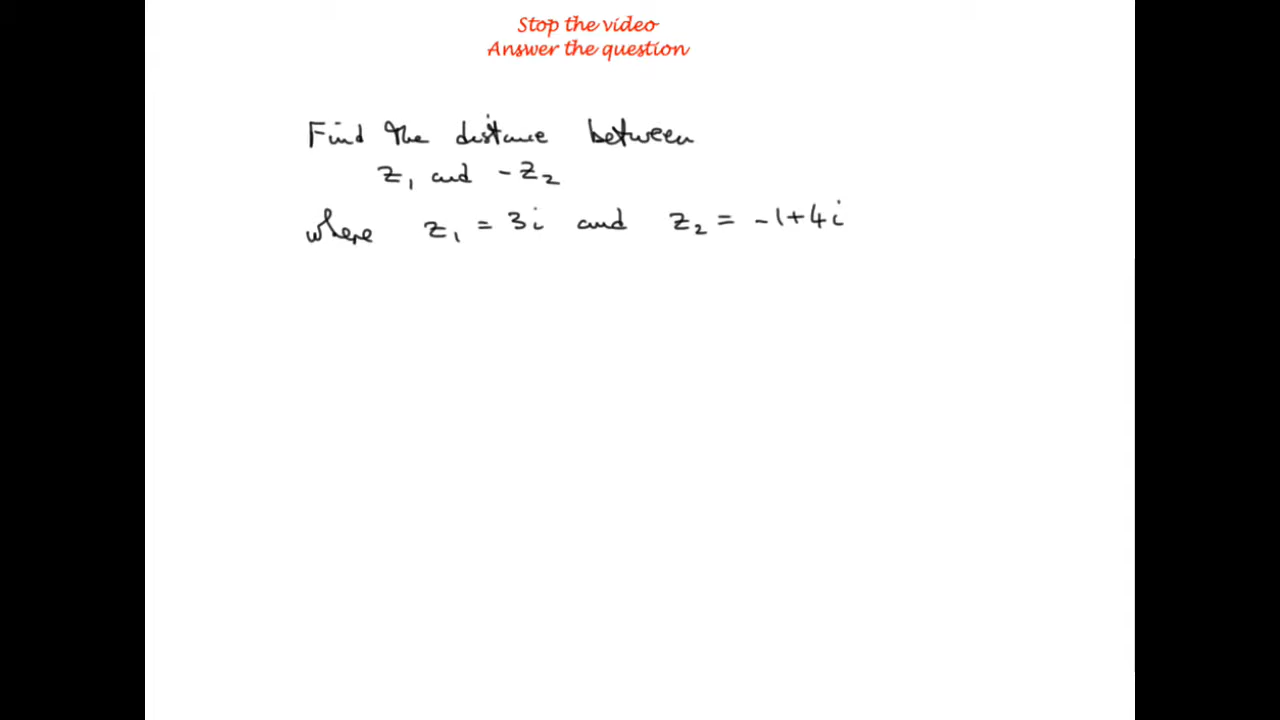 Stop the video
Answer the question
Find the distance between
z₁ and -z₂
where z₁ = 3i and z₂ = -1+4i